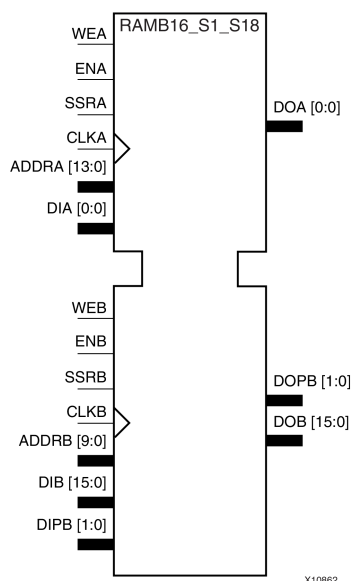 RAMB16_S1_S18
WEA
ENA
SSRA
CLKA
ADDRA [13:0]
DIA [0:0]
DOA [0:0]
WEB
ENB
SSRB
CLKB
ADDRB [9:0]
DIB [15:0]
DIPB [1:0]
DOPB [1:0]
DOB [15:0]
X10862